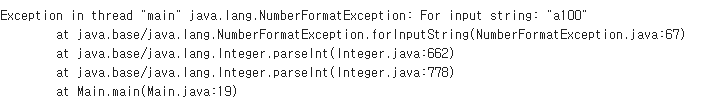 Exception in thread "main" java.lang.NumberFormatException: For input string: "a100"
at java.base/java.lang.NumberFormatException.forInputString(NumberFormatException.java:67)
at java.base/java.lang.Integer.parseInt(Integer.java:662)
at java.base/java.lang.Integer.parseInt(Integer.java:778)
at Main.main(Main.java:19)